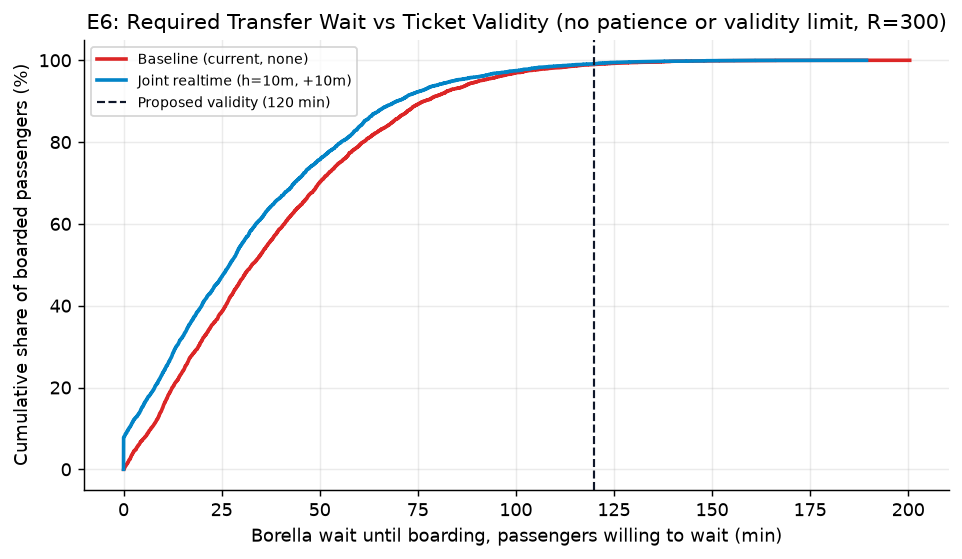 E6: Required Transfer Wait vs Ticket Validity (no patience or validity limit, R=300)
Baseline (current, none)
Joint realtime (h=10m, +10m)
Proposed validity (120 min)
Cumulative share of boarded passengers (%)
100
80
60
40
20
0
0 25 50 75 100 125 150 175 200
Borella wait until boarding, passengers willing to wait (min)